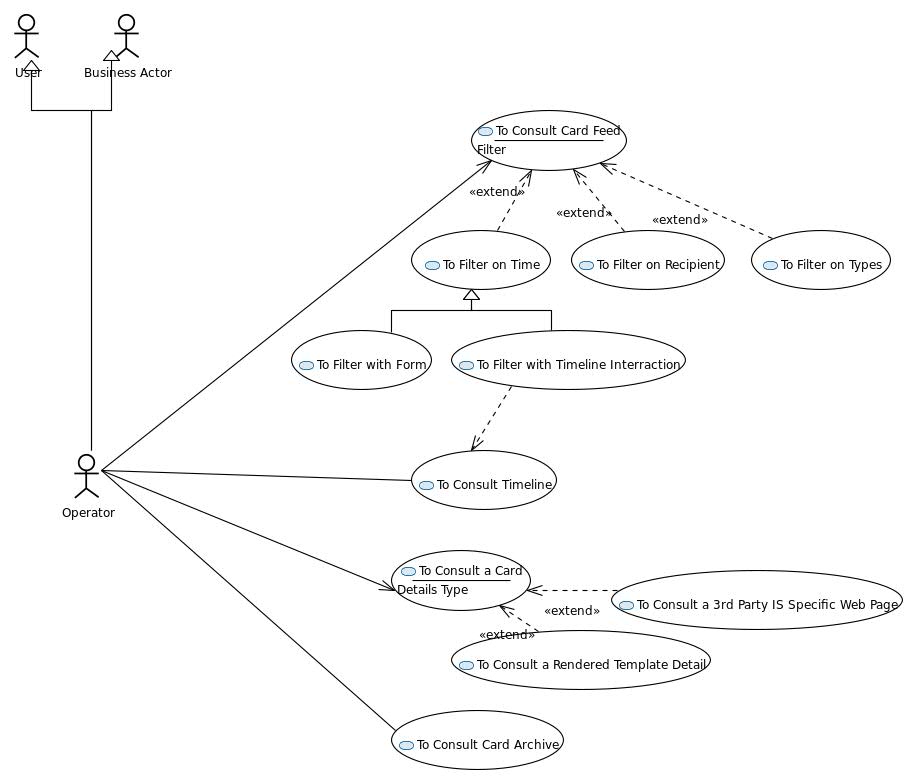 User
Business Actor
To Consult Card Feed
Filter
«extend»
«extend»
«extend»
To Filter on Time
To Filter on Recipient
To Filter on Types
To Filter with Form
To Filter with Timeline Interraction
To Consult Timeline
Operator
To Consult a Card
Details Type
«extend»
To Consult a 3rd Party IS Specific Web Page
«extend»
To Consult a Rendered Template Detail
To Consult Card Archive